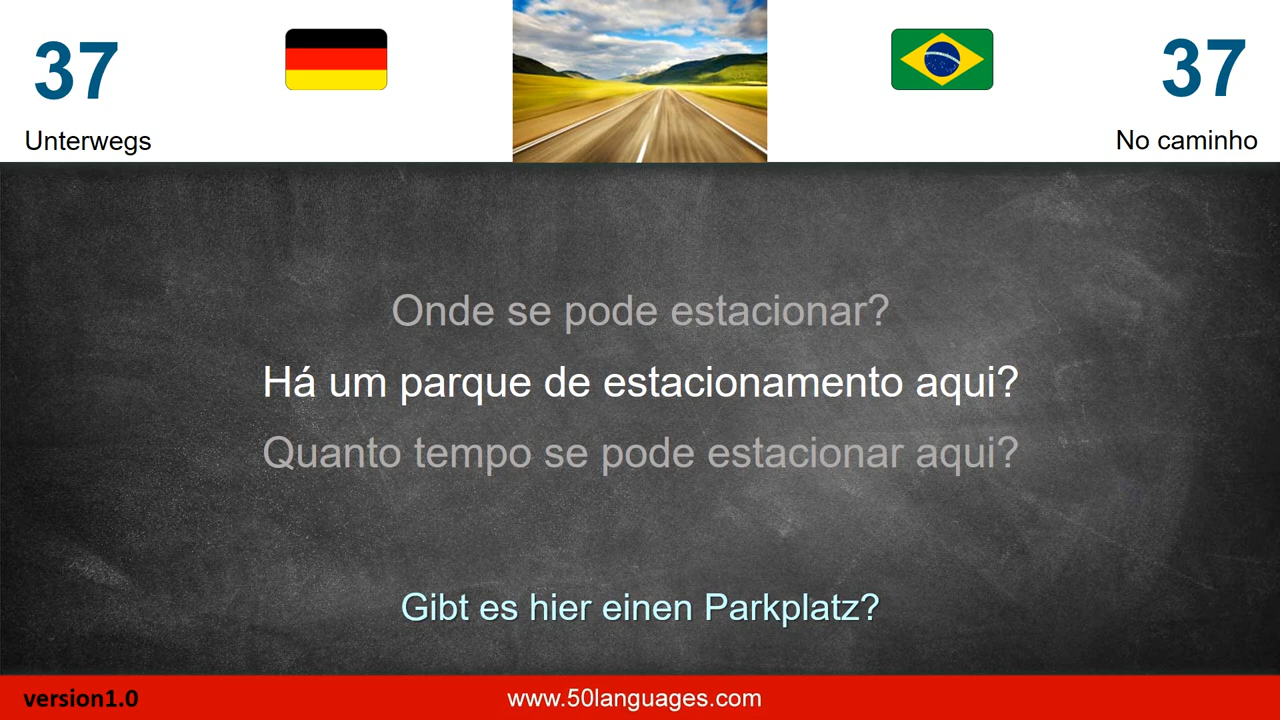 37
37
Unterwegs
No caminho
Onde se pode estacionar?
Há um parque de estacionamento aqui?
Quanto tempo se pode estacionar aqui?
Gibt es hier einen Parkplatz?
version1.0
www.50languages.com